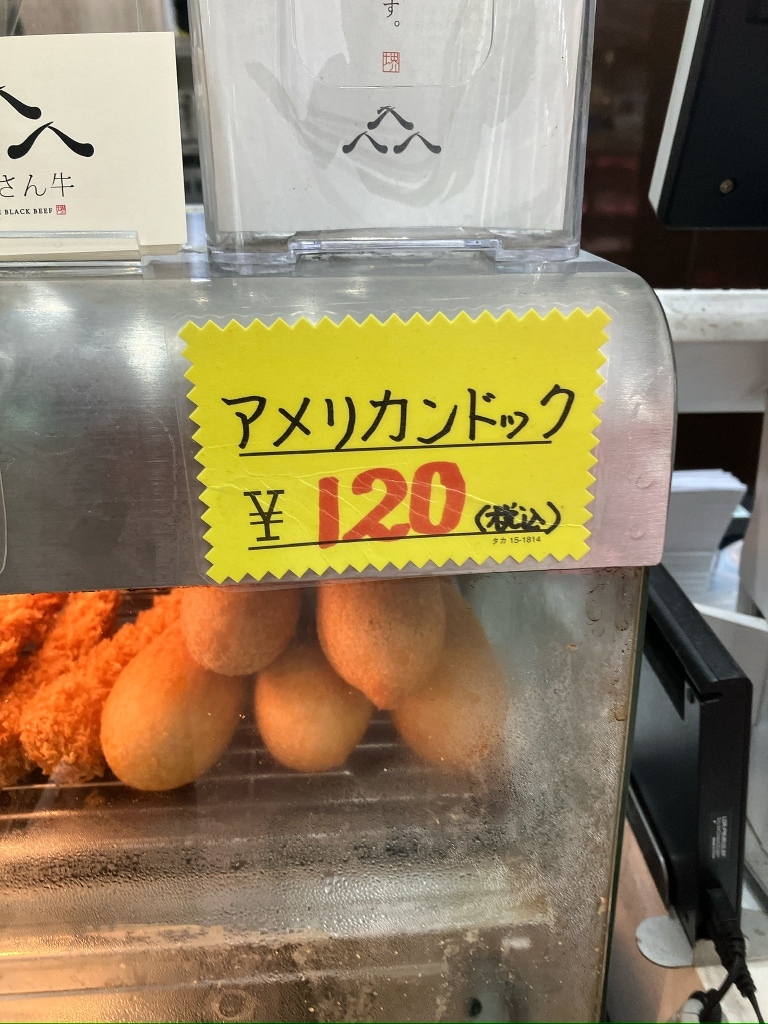 す。
堺
さん牛
BLACK BEEF
アメリカンドック
¥120(税込)
タカ 15-1814